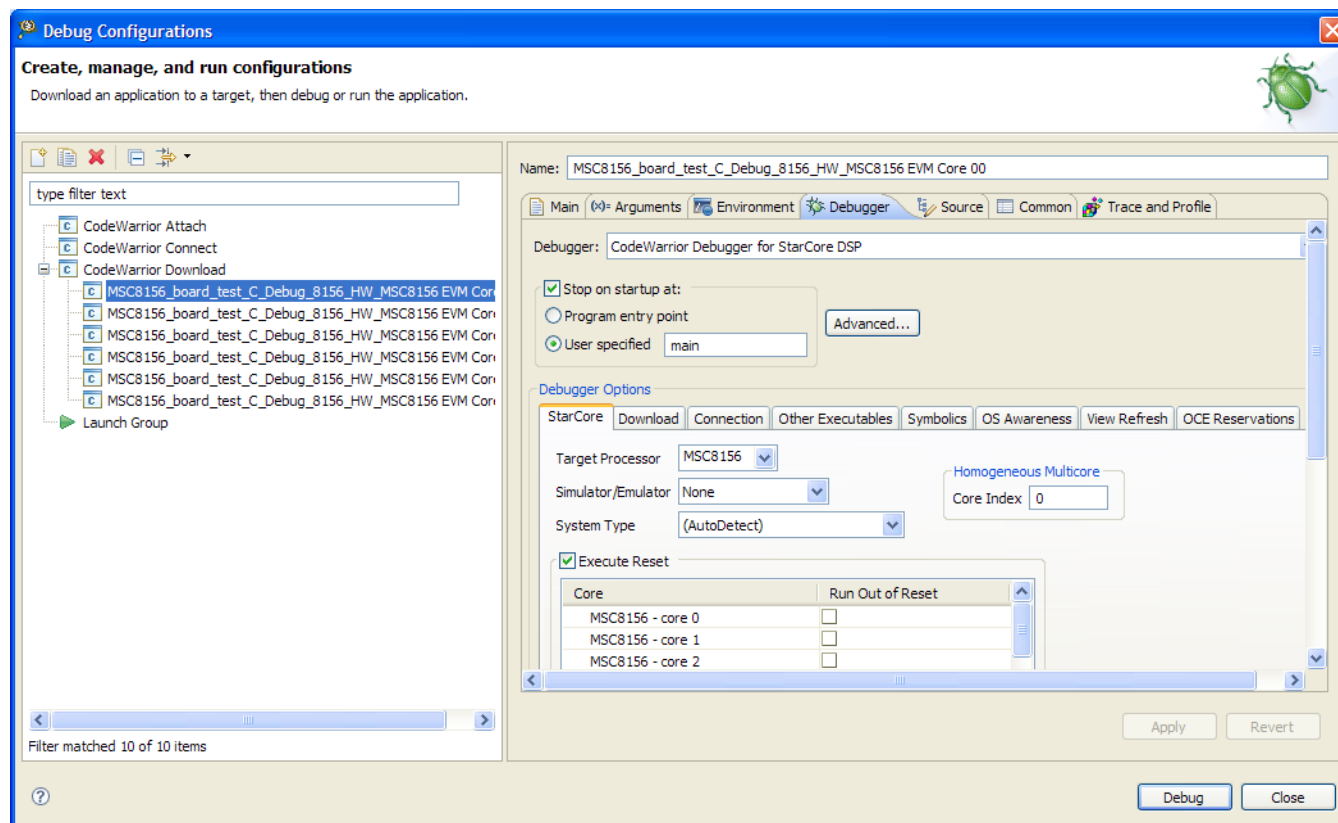 Debug Configurations
Create, manage, and run configurations
Download an application to a target, then debug or run the application.
type filter text
CodeWarrior Attach
CodeWarrior Connect
CodeWarrior Download
MSC8156_board_test_C_Debug_8156_HW_MSC8156 EVM Cor
MSC8156_board_test_C_Debug_8156_HW_MSC8156 EVM Cor
MSC8156_board_test_C_Debug_8156_HW_MSC8156 EVM Cor
MSC8156_board_test_C_Debug_8156_HW_MSC8156 EVM Cor
MSC8156_board_test_C_Debug_8156_HW_MSC8156 EVM Cor
MSC8156_board_test_C_Debug_8156_HW_MSC8156 EVM Cor
Launch Group
Filter matched 10 of 10 items
Name: MSC8156_board_test_C_Debug_8156_HW_MSC8156 EVM Core 00
Main (x)= Arguments Environment Debugger Source Common Trace and Profile
Debugger: CodeWarrior Debugger for StarCore DSP
Stop on startup at:
Program entry point
User specified main
Advanced...
Debugger Options
StarCore Download Connection Other Executables Symbolics OS Awareness View Refresh OCE Reservations
Target Processor MSC8156
Simulator/Emulator None
System Type (AutoDetect)
Homogeneous Multicore
Core Index 0
Execute Reset
Core Run Out of Reset
MSC8156 - core 0
MSC8156 - core 1
MSC8156 - core 2
Apply Revert
? Debug Close